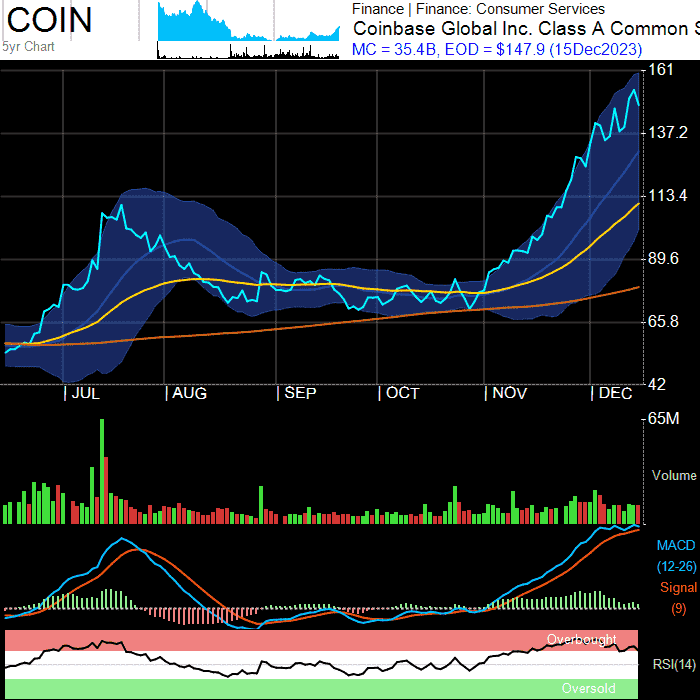 COIN
5yr Chart
Finance | Finance: Consumer Services
Coinbase Global Inc. Class A Common S
MC = 35.4B, EOD = $147.9 (15Dec2023)
161
137.2
113.4
89.6
65.8
42
JUL
AUG
SEP
OCT
NOV
DEC
65M
Volume
MACD
(12-26)
Signal
(9)
Overbought
RSI(14)
Oversold